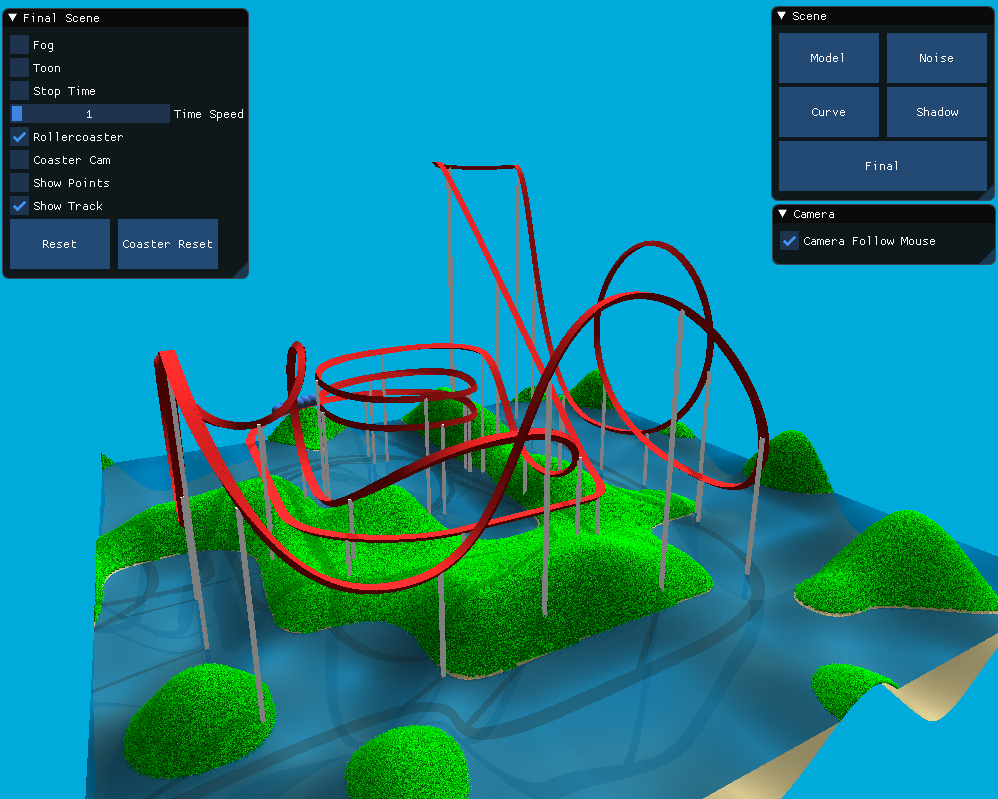 Final Scene
Fog
Toon
Stop Time
1 Time Speed
Rollercoaster
Coaster Cam
Show Points
Show Track
Reset Coaster Reset
Scene
Model Noise
Curve Shadow
Final
Camera
Camera Follow Mouse